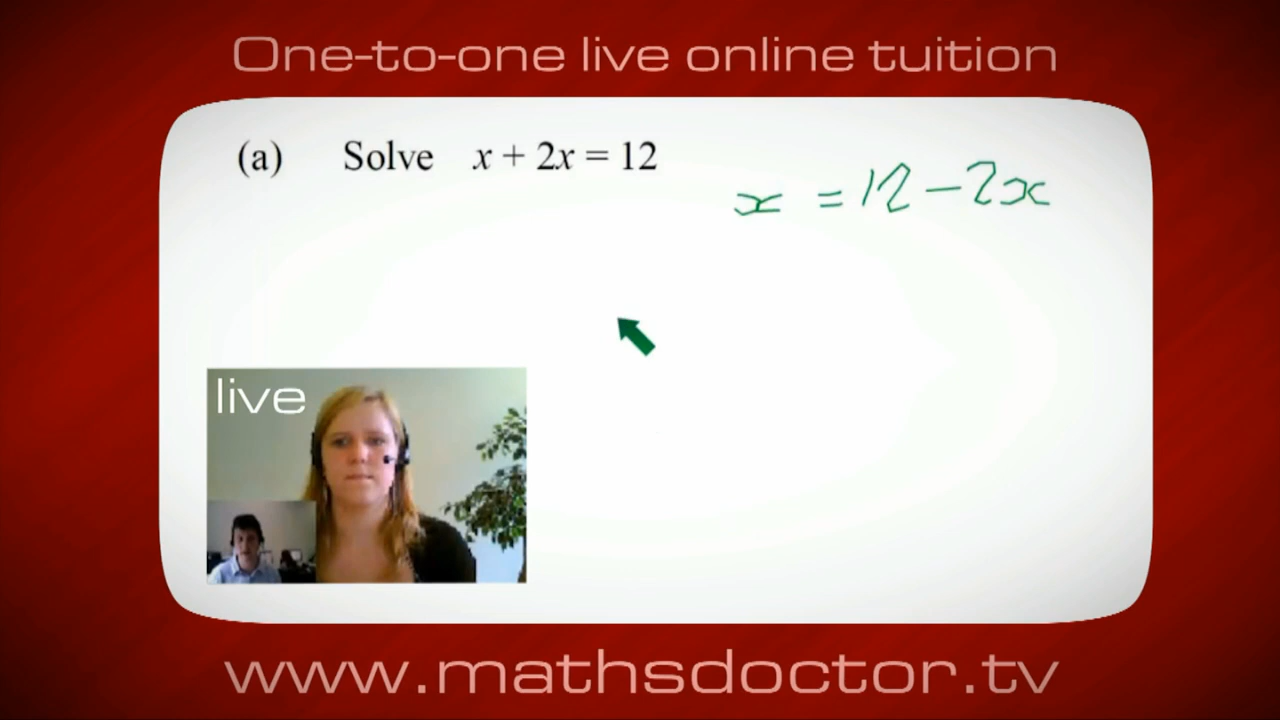 One-to-one live online tuition
(a) Solve x + 2x = 12
x = 12 - 2x
live
www.mathsdoctor.tv